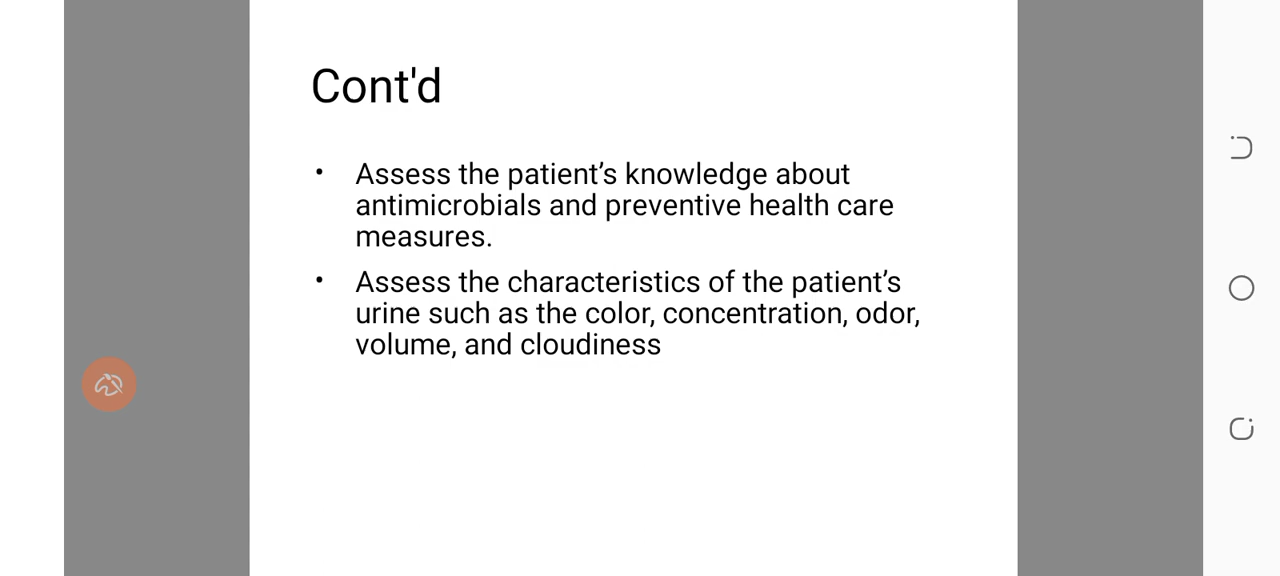 Cont'd
• Assess the patient’s knowledge about
antimicrobials and preventive health care
measures.
• Assess the characteristics of the patient’s
urine such as the color, concentration, odor,
volume, and cloudiness